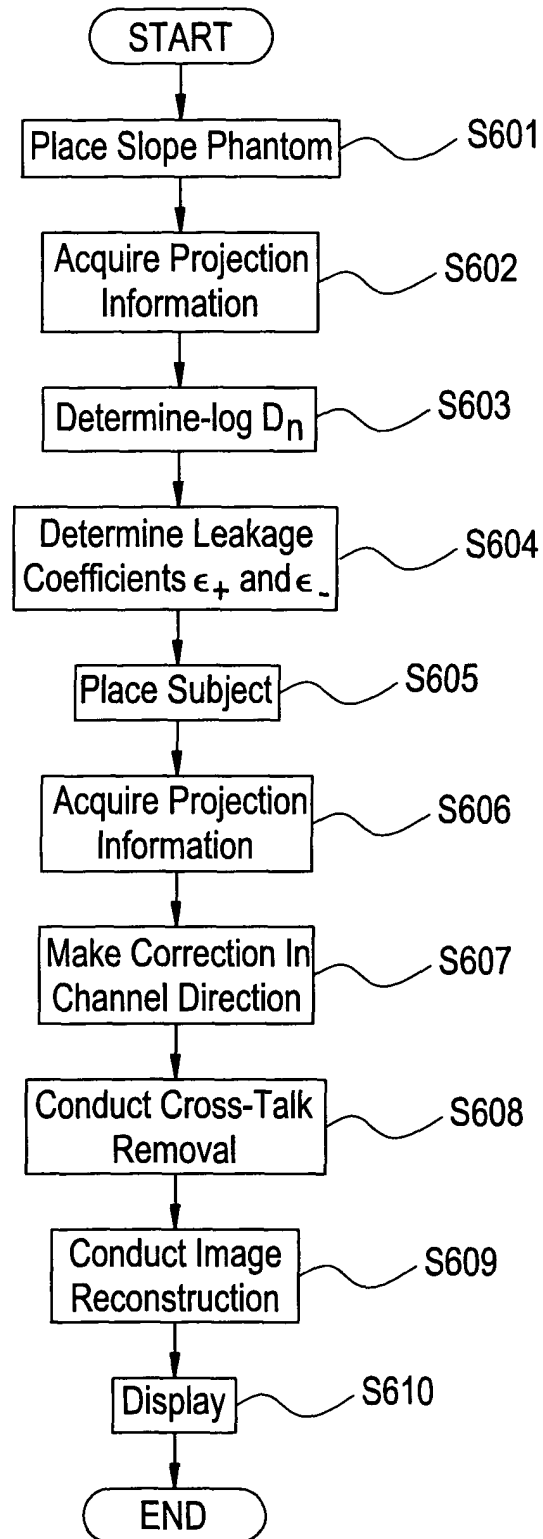 START
Place Slope Phantom
S601
Acquire Projection
Information
S602
Determine-log Dn
S603
Determine Leakage
Coefficients ϵ+ and ϵ-
S604
Place Subject
S605
Acquire Projection
Information
S606
Make Correction In
Channel Direction
S607
Conduct Cross-Talk
Removal
S608
Conduct Image
Reconstruction
S609
Display
S610
END